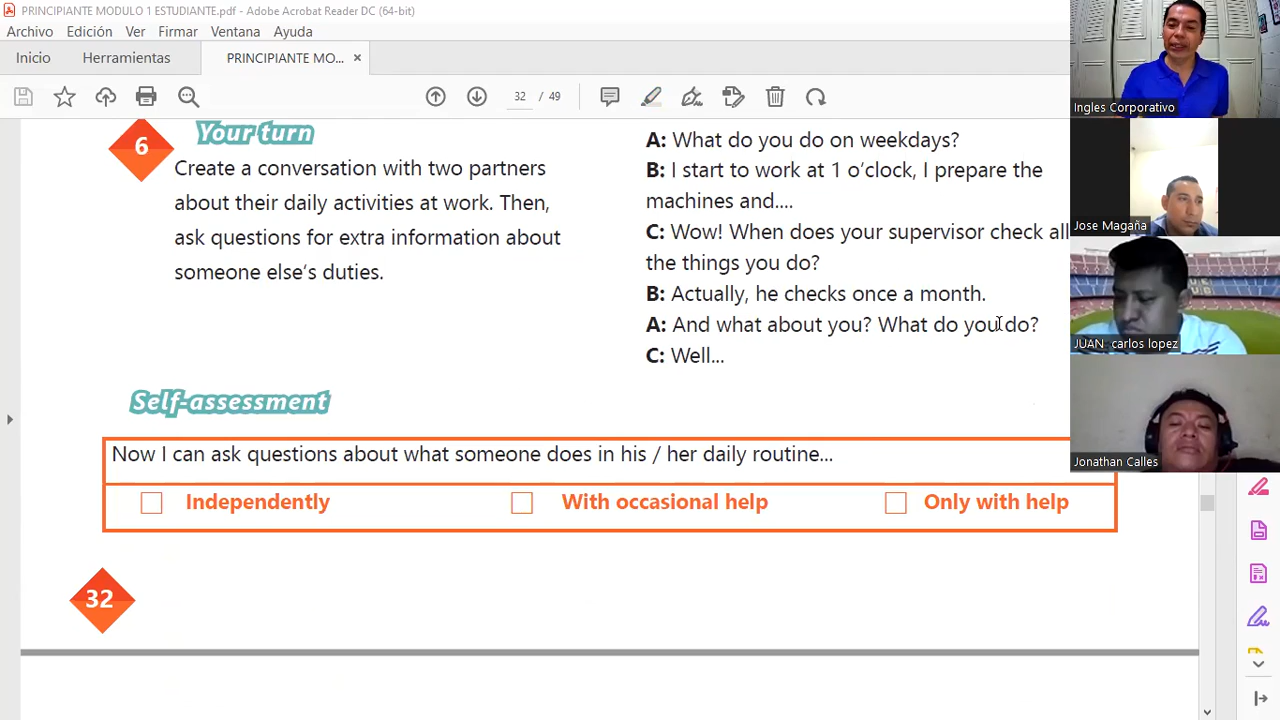 PRINCIPIANTE MODULO 1 ESTUDIANTE.pdf - Adobe Acrobat Reader DC (64-bit)
Archivo Edición Ver Firmar Ventana Ayuda
Inicio Herramientas PRINCIPIANTE MO... ×
32 / 49
6 Your turn
Create a conversation with two partners
about their daily activities at work. Then,
ask questions for extra information about
someone else's duties.
A: What do you do on weekdays?
B: I start to work at 1 o'clock, I prepare the
machines and....
C: Wow! When does your supervisor check all
the things you do?
B: Actually, he checks once a month.
A: And what about you? What do you do?
C: Well...
Self-assessment
Now I can ask questions about what someone does in his / her daily routine...
Independently With occasional help Only with help
32
Ingles Corporativo
Jose Magaña
JUAN carlos lopez
Jonathan Calles